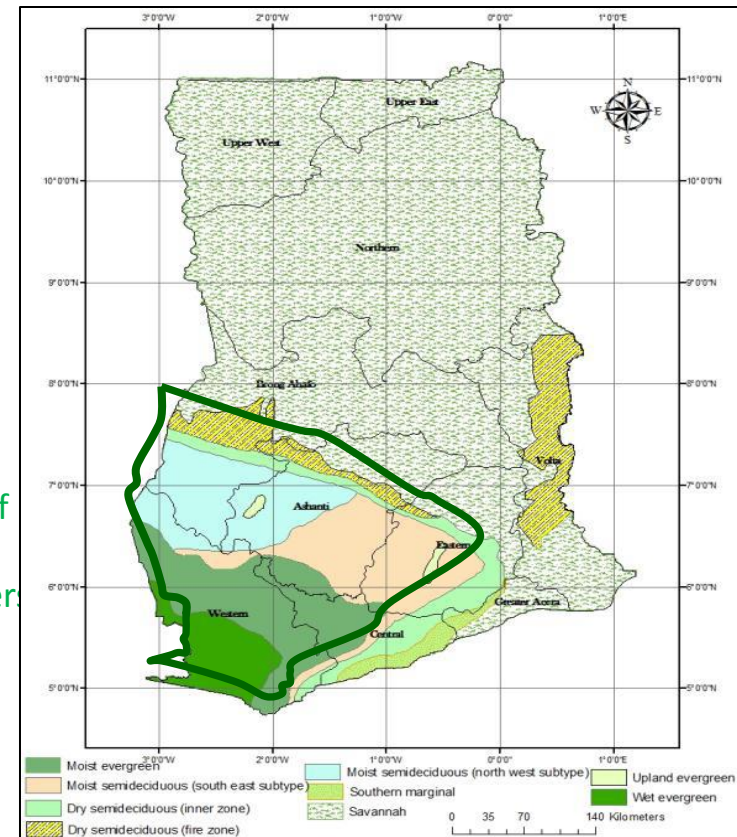 3°0'0"W 2°0'0"W 1°0'0"W 0°0'0" 1°0'0"E
11°0'0"N 11°0'0"N
10°0'0"N 10°0'0"N
9°0'0"N 9°0'0"N
8°0'0"N 8°0'0"N
7°0'0"N 7°0'0"N
6°0'0"N 6°0'0"N
5°0'0"N 5°0'0"N
N
W E
S
Upper East
Upper West
Northern
Brong Ahafo
Volta
Ashanti
Eastern
Western
Greater Accra
Central
f
ers
3°0'0"W 2°0'0"W 1°0'0"W 0°0'0" 1°0'0"E
Moist evergreen
Moist semideciduous (south east subtype)
Dry semideciduous (inner zone)
Dry semideciduous (fire zone)
Moist semideciduous (north west subtype)
Southern marginal
Savannah
Upland evergreen
Wet evergreen
0 35 70 140 Kilometers